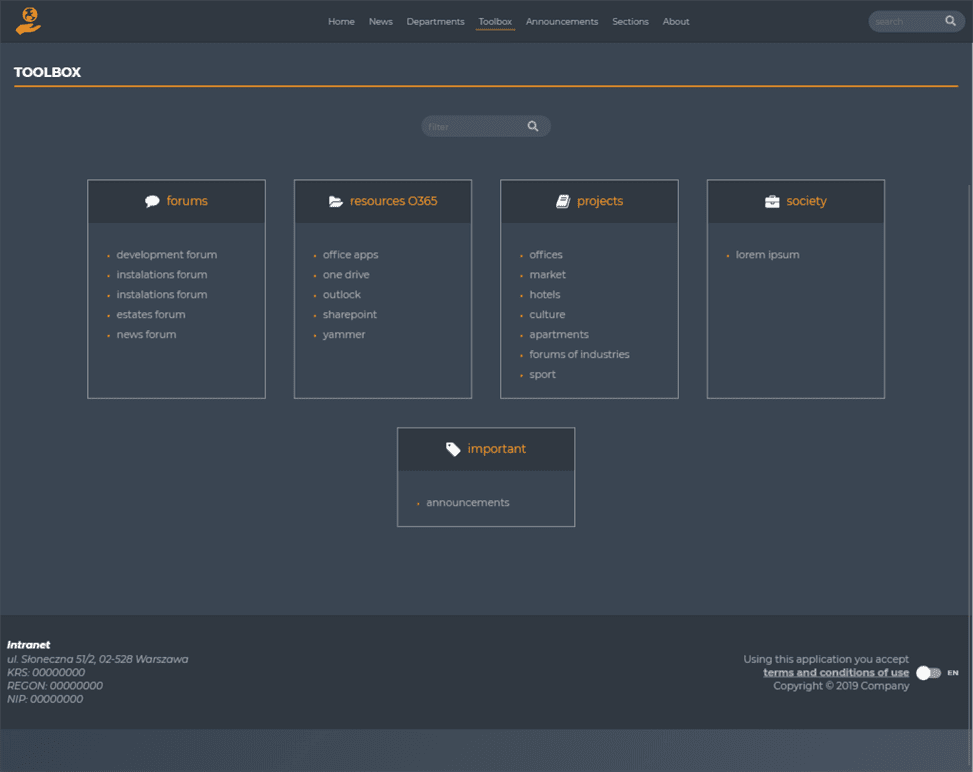 Home News Departments Toolbox Announcements Sections About
search
TOOLBOX
filter
forums
development forum
instalations forum
instalations forum
estates forum
news forum
resources O365
office apps
one drive
outlock
sharepoint
yammer
projects
offices
market
hotels
culture
apartments
forums of industries
sport
society
lorem ipsum
important
announcements
Intranet
ul. Słoneczna 51/2, 02-528 Warszawa
KRS: 00000000
REGON: 00000000
NIP: 00000000
Using this application you accept
terms and conditions of use
Copyright © 2019 Company
EN